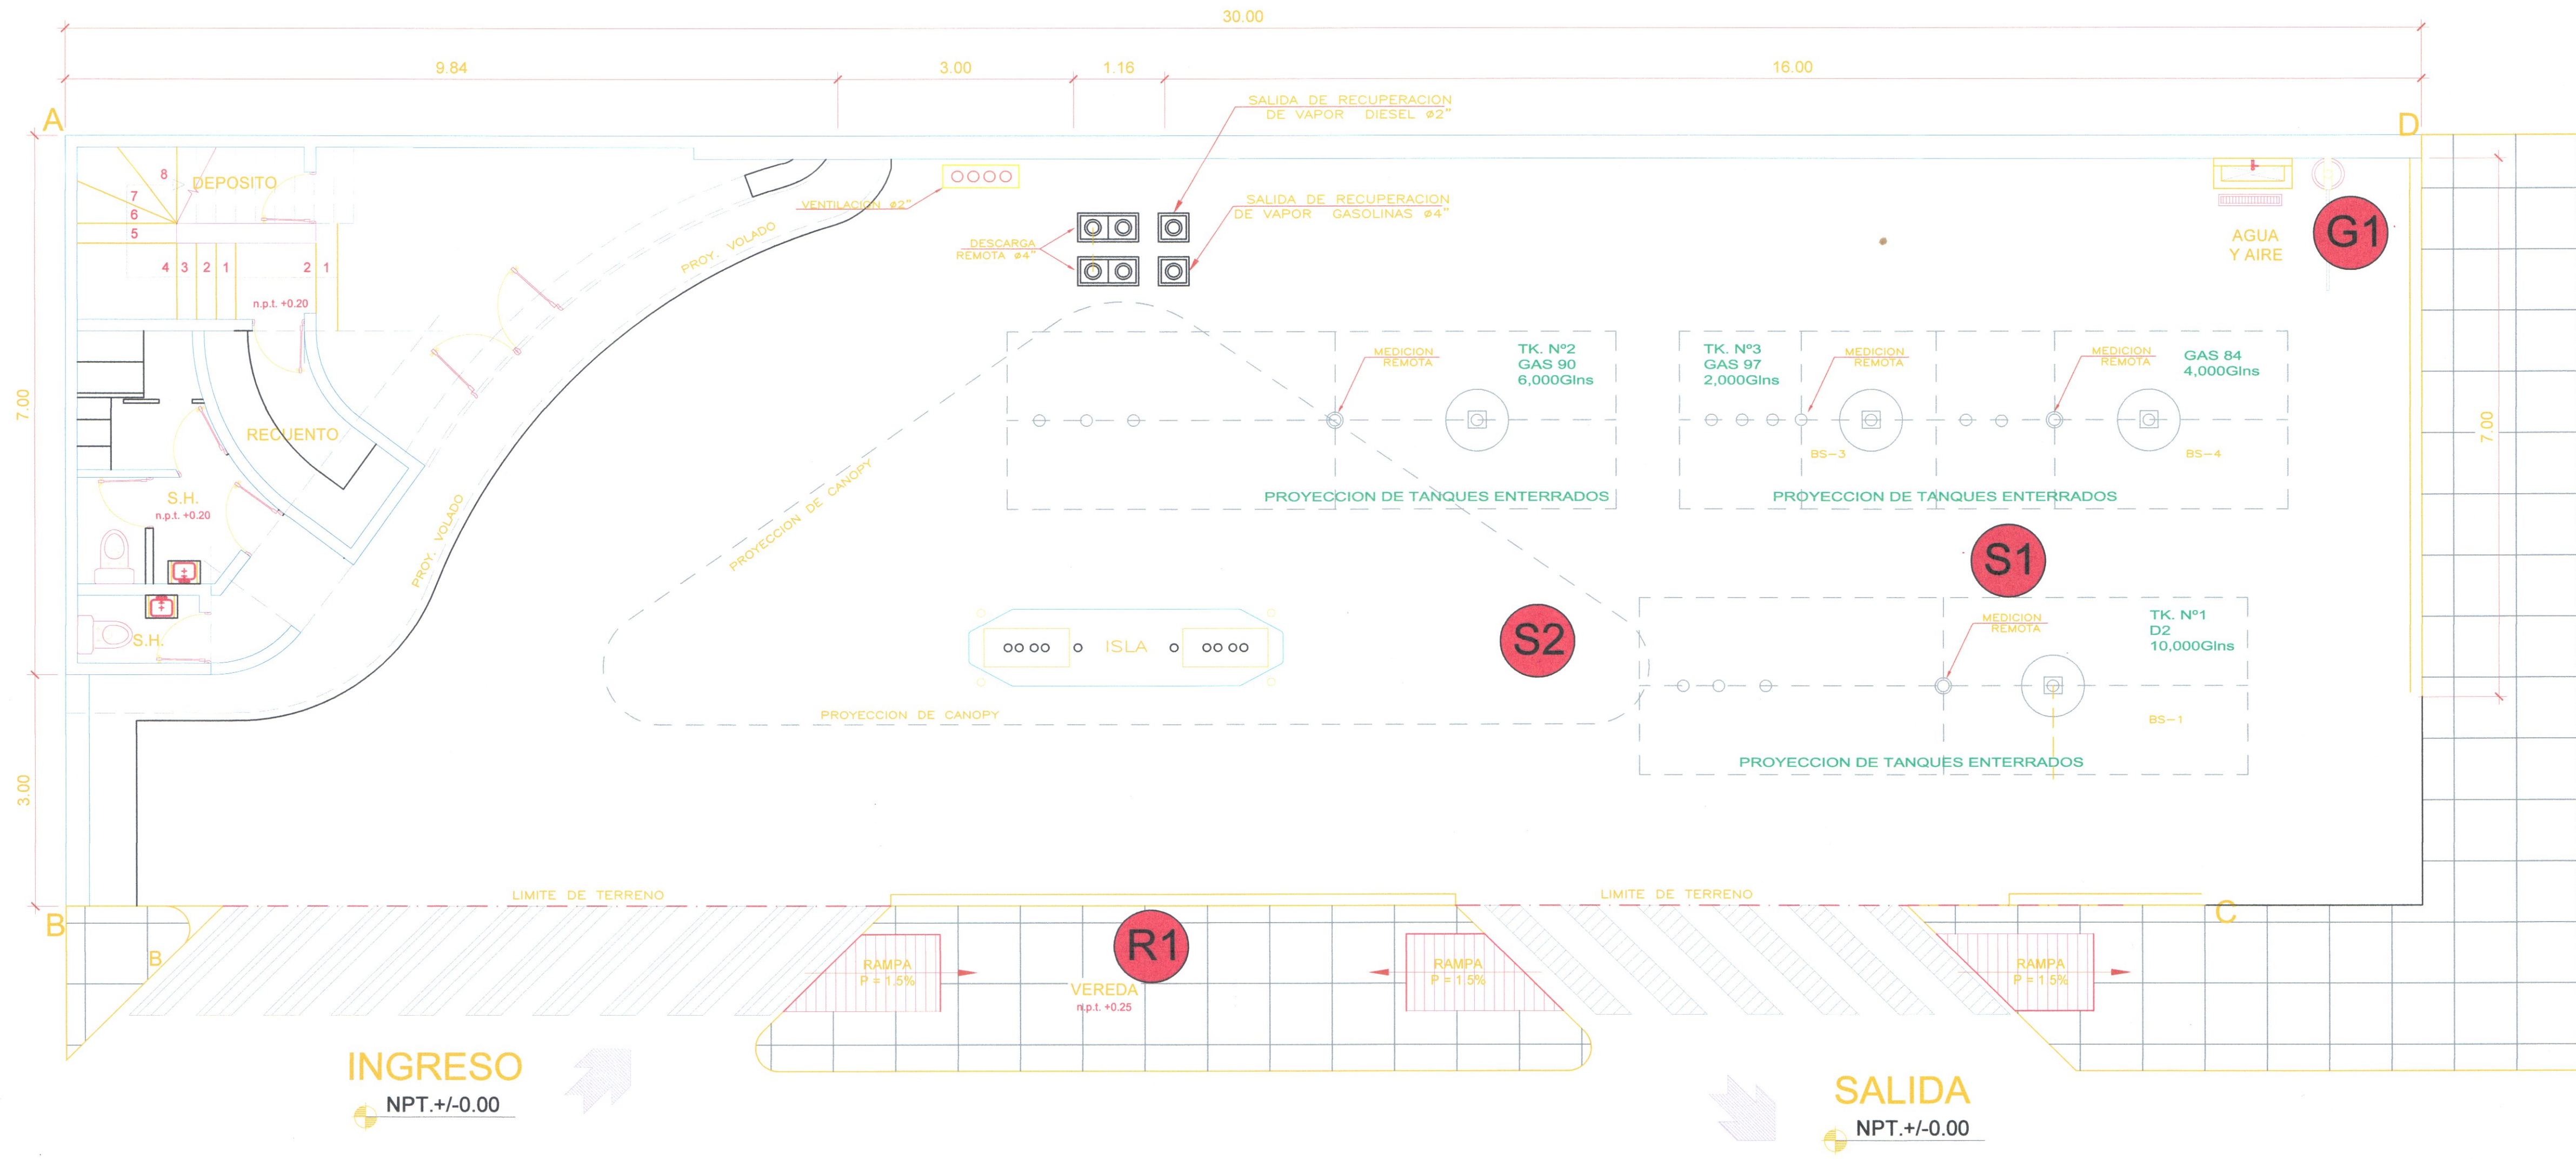 30.00
9.84
3.00
1.16
16.00
A
D
SALIDA DE RECUPERACION
DE VAPOR DIESEL ø2"
8
DEPOSITO
7
6
5
4
3
2
1
2
1
n.p.t. +0.20
VENTILACION ø2"
SALIDA DE RECUPERACION
DE VAPOR GASOLINAS ø4"
DESCARGA
REMOTA ø4"
PROY. VOLADO
AGUA
Y AIRE
G1
7.00
RECUENTO
S.H.
n.p.t. +0.20
S.H.
PROY. VOLADO
PROYECCION DE CANOPY
MEDICION
REMOTA
TK. Nº2
GAS 90
6,000Glns
PROYECCION DE TANQUES ENTERRADOS
TK. Nº3
GAS 97
2,000Glns
MEDICION
REMOTA
BS-3
MEDICION
REMOTA
GAS 84
4,000Glns
BS-4
PROYECCION DE TANQUES ENTERRADOS
7.00
S1
S2
ISLA
PROYECCION DE CANOPY
MEDICION
REMOTA
TK. Nº1
D2
10,000Glns
BS-1
PROYECCION DE TANQUES ENTERRADOS
3.00
LIMITE DE TERRENO
LIMITE DE TERRENO
B
C
B
R1
RAMPA
P = 1.5%
VEREDA
n.p.t. +0.25
RAMPA
P = 1.5%
RAMPA
P = 1.5%
INGRESO
NPT.+/-0.00
SALIDA
NPT.+/-0.00